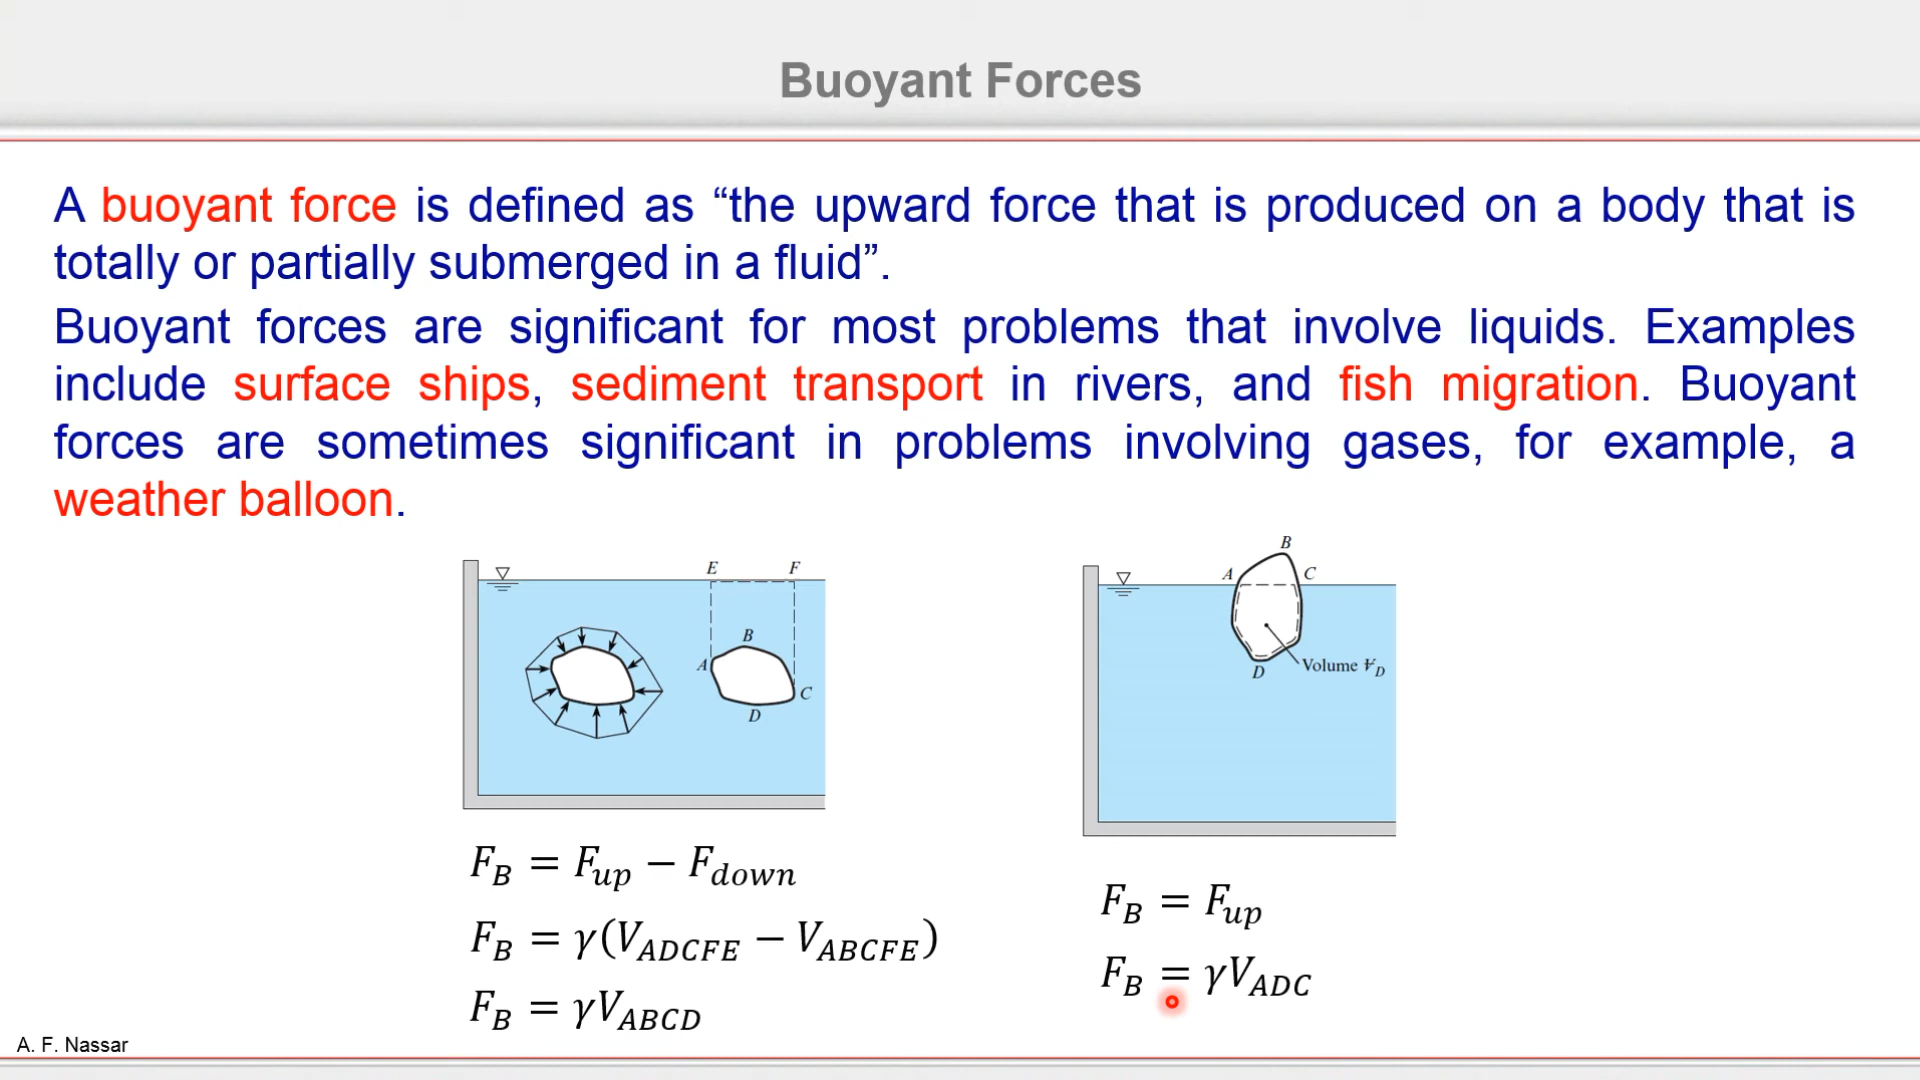 Buoyant Forces
A buoyant force is defined as “the upward force that is produced on a body that is
totally or partially submerged in a fluid”.
Buoyant forces are significant for most problems that involve liquids. Examples
include surface ships, sediment transport in rivers, and fish migration. Buoyant
forces are sometimes significant in problems involving gases, for example, a
weather balloon.
E F
B
A
C
D
B
A C
D
Volume V̶_D
F_B = F_up − F_down
F_B = γ(V_ADCFE − V_ABCFE)
F_B = γV_ABCD
F_B = F_up
F_B = γV_ADC
A. F. Nassar